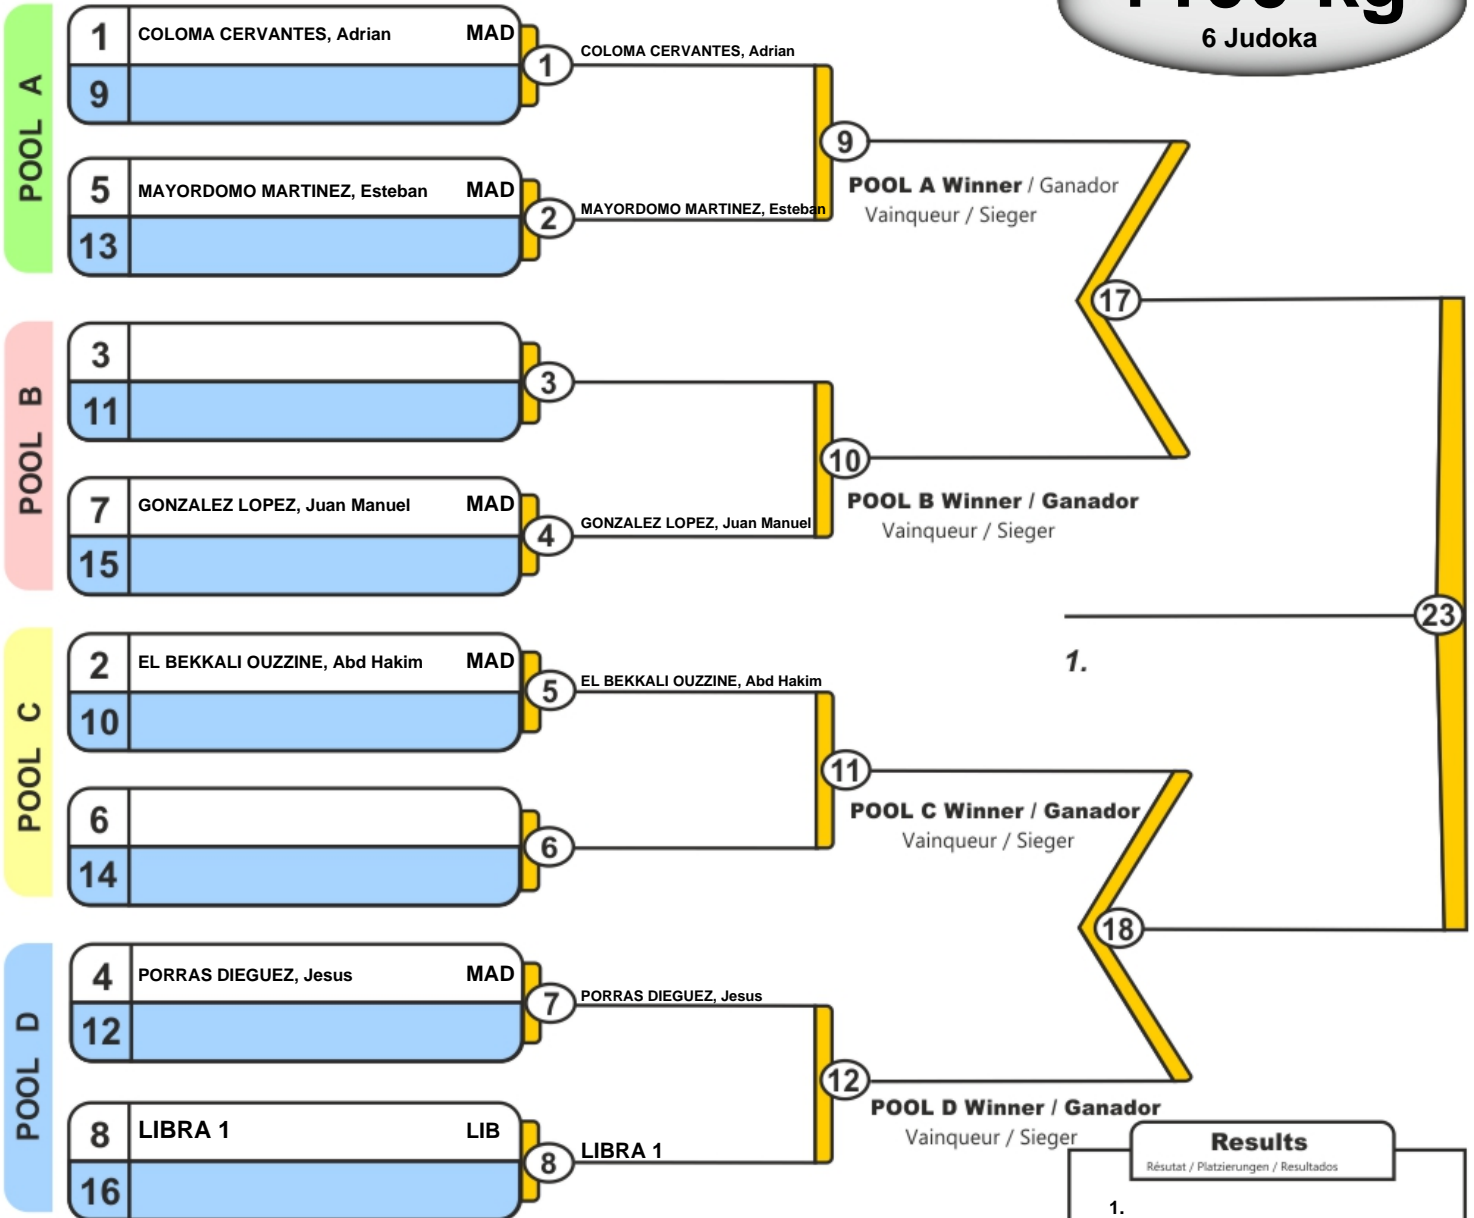 6 Judoka
POOL A
1 COLOMA CERVANTES, Adrian MAD
9
1
COLOMA CERVANTES, Adrian
5 MAYORDOMO MARTINEZ, Esteban MAD
13
2
MAYORDOMO MARTINEZ, Esteban
9
POOL A Winner / Ganador
Vainqueur / Sieger
POOL B
3
11
3
7 GONZALEZ LOPEZ, Juan Manuel MAD
15
4
GONZALEZ LOPEZ, Juan Manuel
10
POOL B Winner / Ganador
Vainqueur / Sieger
17
POOL C
2 EL BEKKALI OUZZINE, Abd Hakim MAD
10
5
EL BEKKALI OUZZINE, Abd Hakim
6
14
6
11
POOL C Winner / Ganador
Vainqueur / Sieger
POOL D
4 PORRAS DIEGUEZ, Jesus MAD
12
7
PORRAS DIEGUEZ, Jesus
8 LIBRA 1 LIB
16
8
LIBRA 1
12
POOL D Winner / Ganador
Vainqueur / Sieger
18
23
1.
Results
Résutat / Platzierungen / Resultados
1.